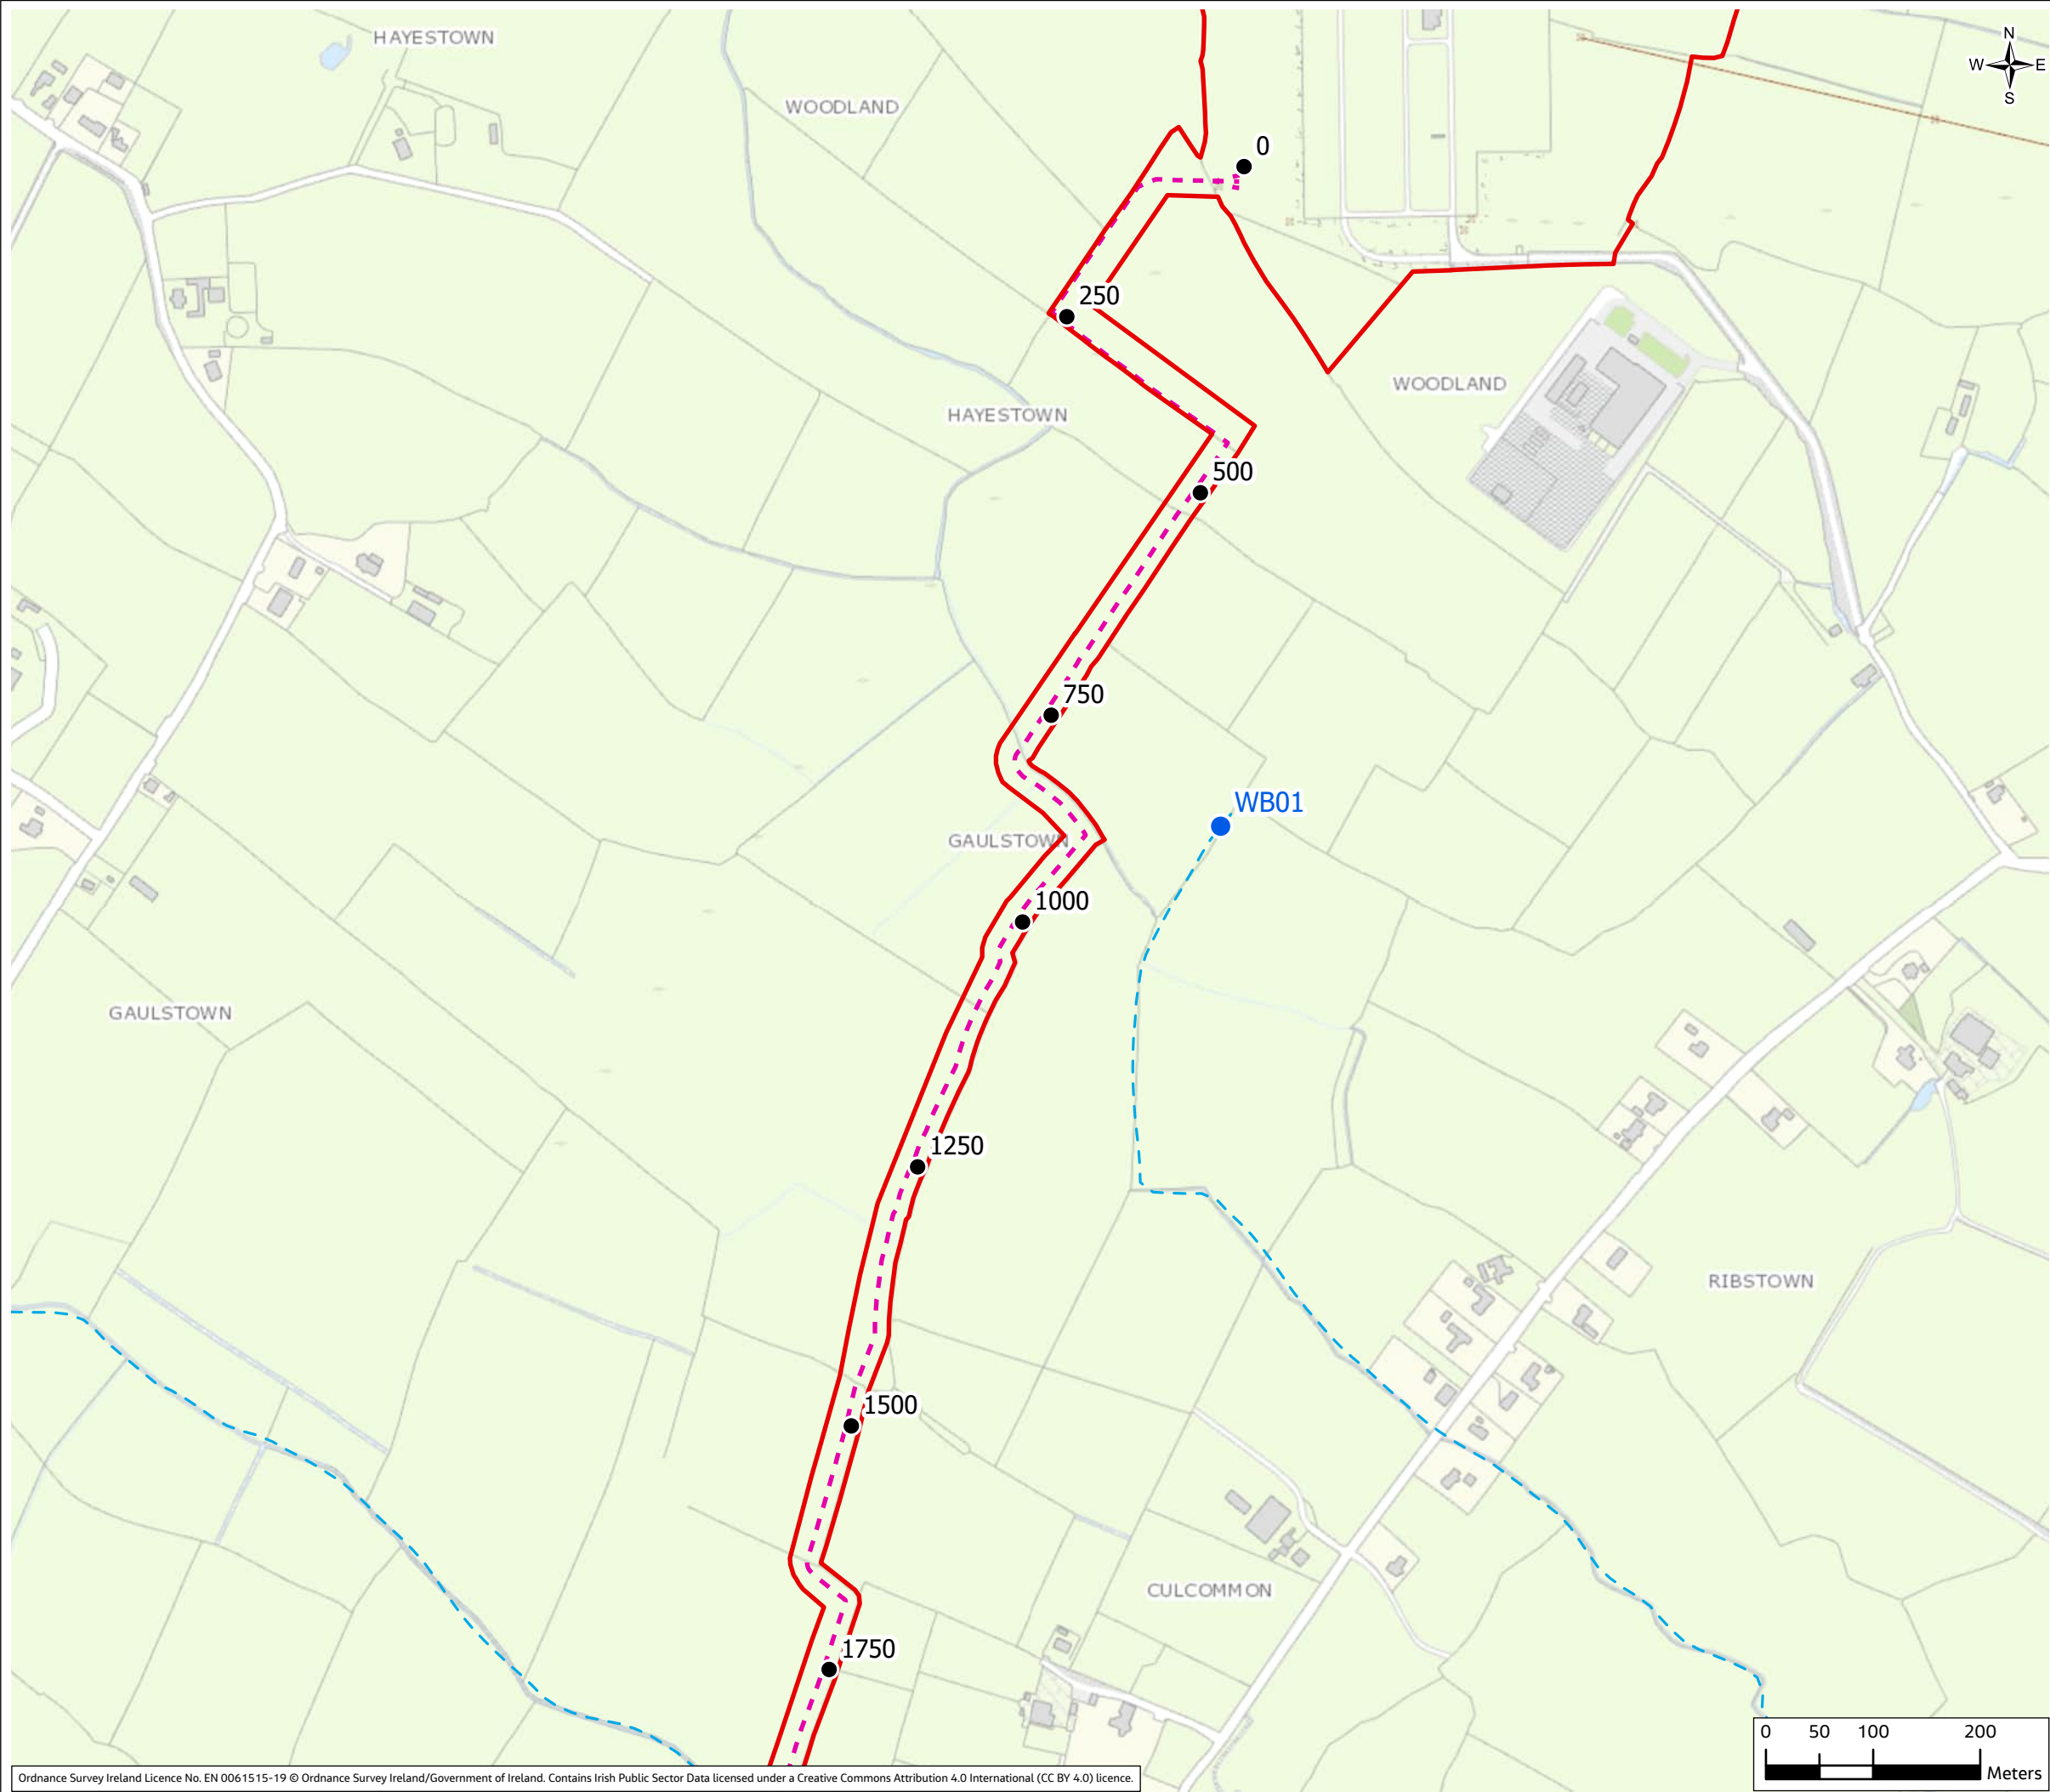 HAYESTOWN
N
W E
S
WOODLAND
0
250
WOODLAND
HAYESTOWN
500
750
WB01
GAULSTOWN
1000
GAULSTOWN
1250
RIBSTOWN
1500
CULCOMMON
1750
0 50 100 200
Meters
Ordnance Survey Ireland Licence No. EN 0061515-19 © Ordnance Survey Ireland/Government of Ireland. Contains Irish Public Sector Data licensed under a Creative Commons Attribution 4.0 International (CC BY 4.0) licence.